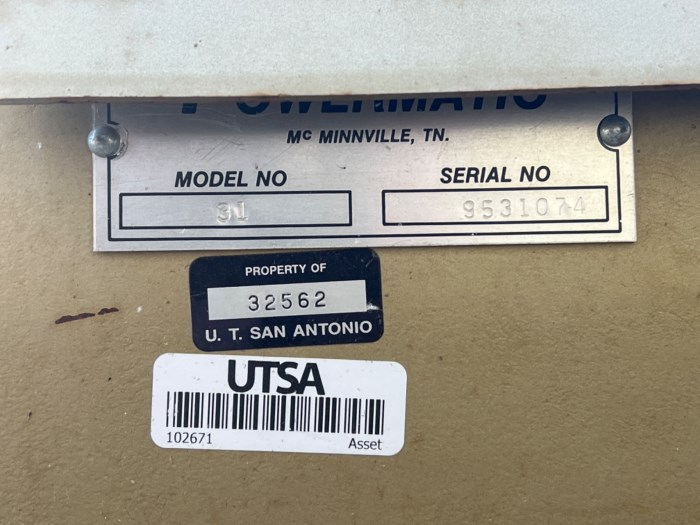 POWERMATIC
Mc MINNVILLE, TN.
MODEL NO
SERIAL NO
31
9531074
PROPERTY OF
32562
U. T. SAN ANTONIO
UTSA
102671
Asset